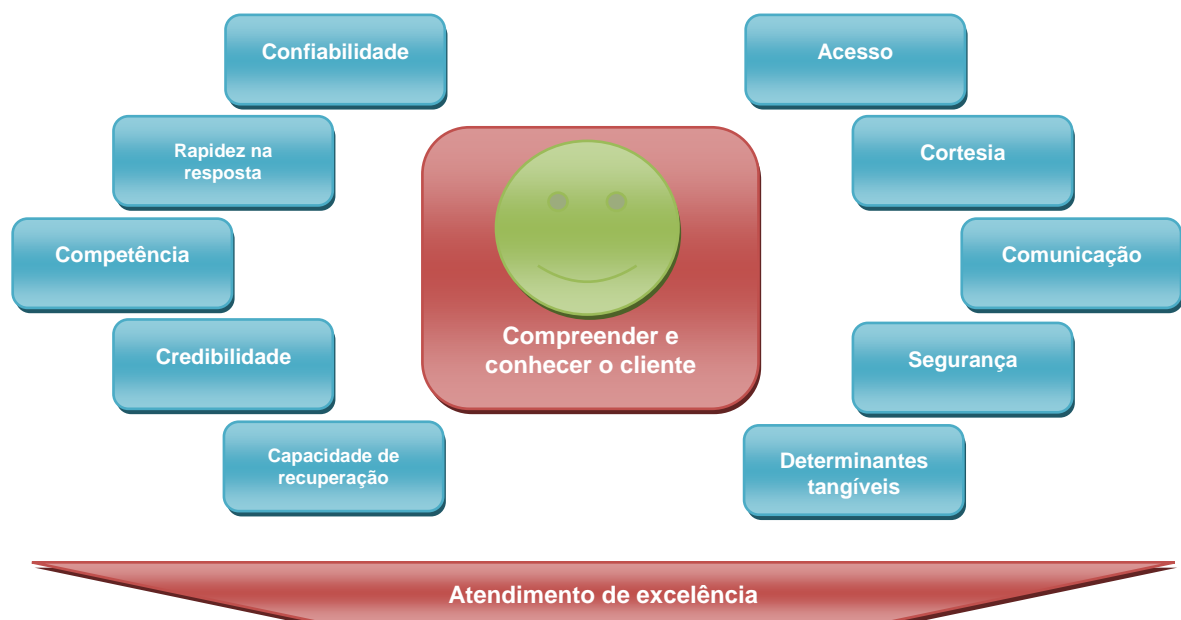 Confiabilidade
Rapidez na
resposta
Competência
Credibilidade
Capacidade de
recuperação
Compreender e
conhecer o cliente
Acesso
Cortesia
Comunicação
Segurança
Determinantes
tangíveis
Atendimento de excelência